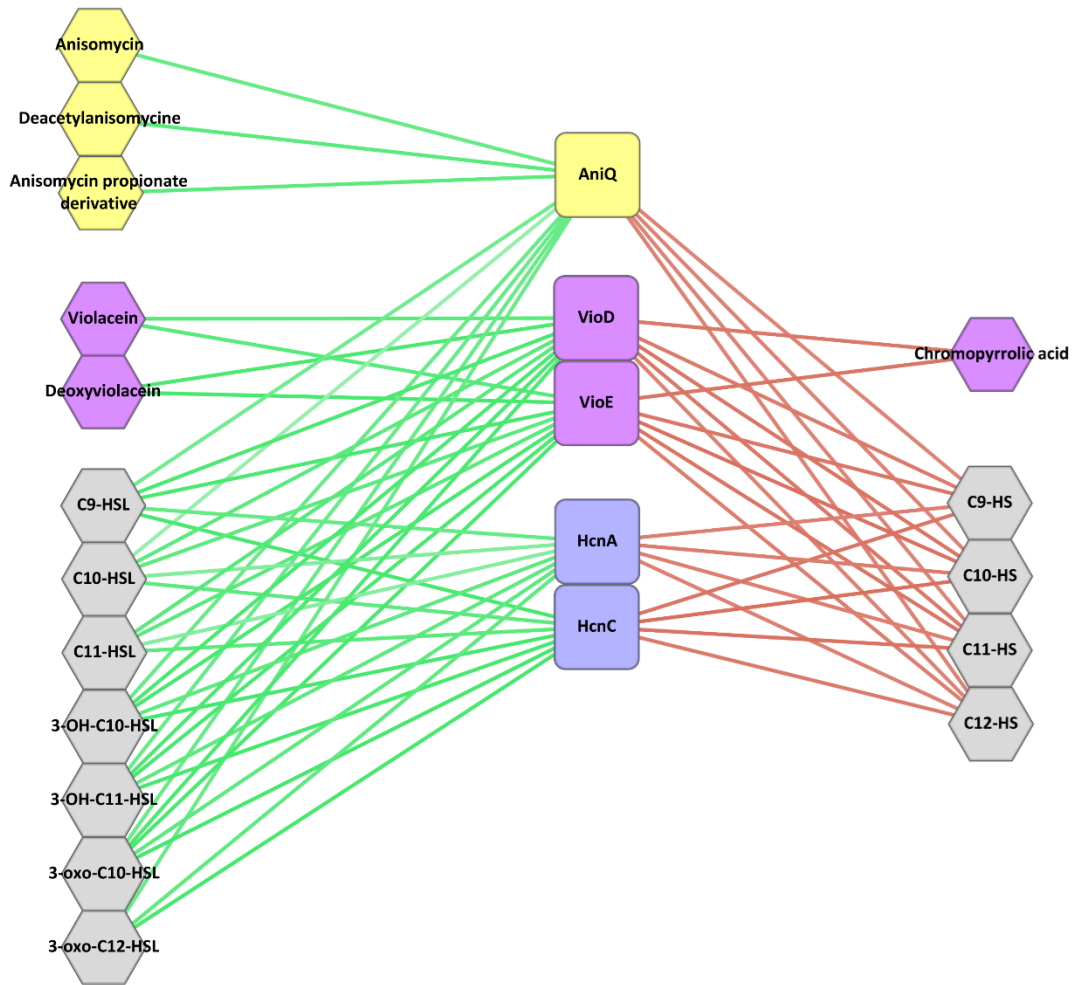 Anisomycin
Deacetylanisomycine
Anisomycin propionate
derivative
Violacein
Deoxyviolacein
C9-HSL
C10-HSL
C11-HSL
3-OH-C10-HSL
3-OH-C11-HSL
3-oxo-C10-HSL
3-oxo-C12-HSL
AniQ
VioD
VioE
HcnA
HcnC
Chromopyrrolic acid
C9-HS
C10-HS
C11-HS
C12-HS